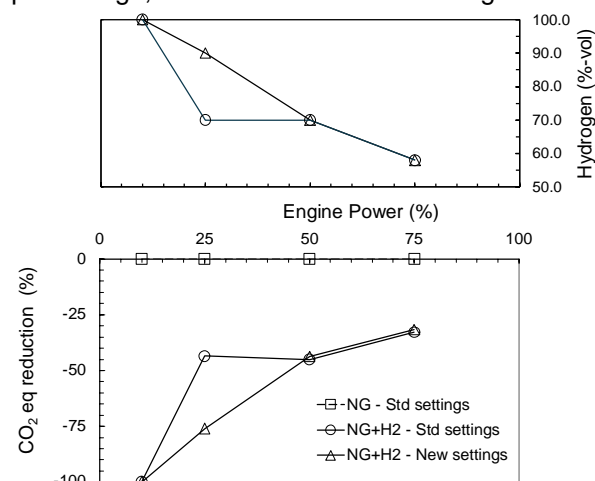 100.0
90.0
80.0
70.0
60.0
50.0
Hydrogen (%-vol)
Engine Power (%)
0 25 50 75 100
0
-25
-50
-75
-100
CO₂ eq reduction (%)
NG - Std settings
NG+H2 - Std settings
NG+H2 - New settings